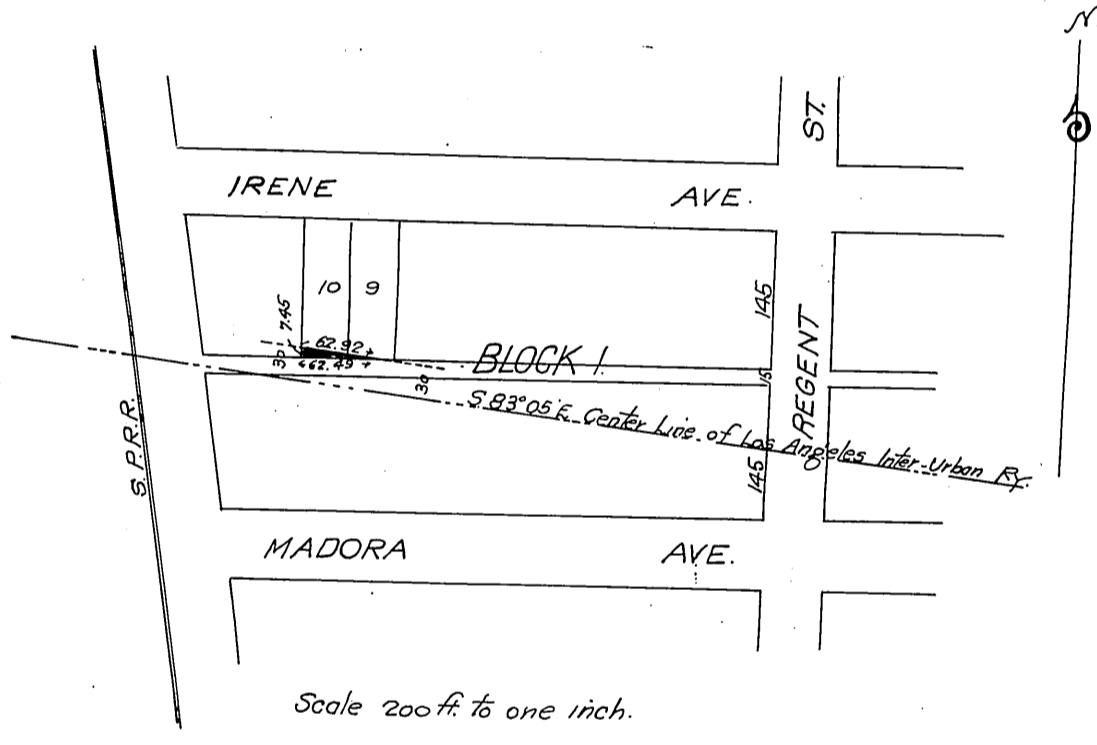 N.
ST.
IRENE AVE.
10 9
145
7.45
62.92
30
62.49
BLOCK 1.
15
30
REGENT
S.83°05'E. Center Line of Los Angeles Inter-Urban Ry.
S.P.R.R.
145
MADORA AVE.
Scale 200 ft. to one inch.